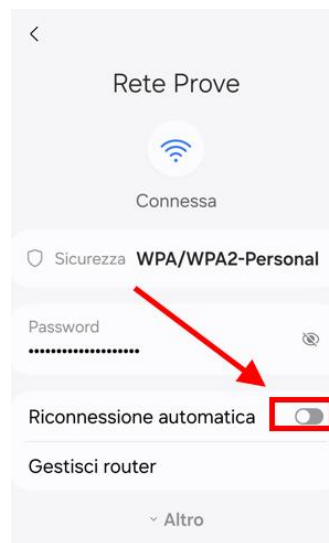 Rete Prove
Connessa
Sicurezza WPA/WPA2-Personal
Password
••••••••••••••••••••
Riconnessione automatica
Gestisci router
Altro